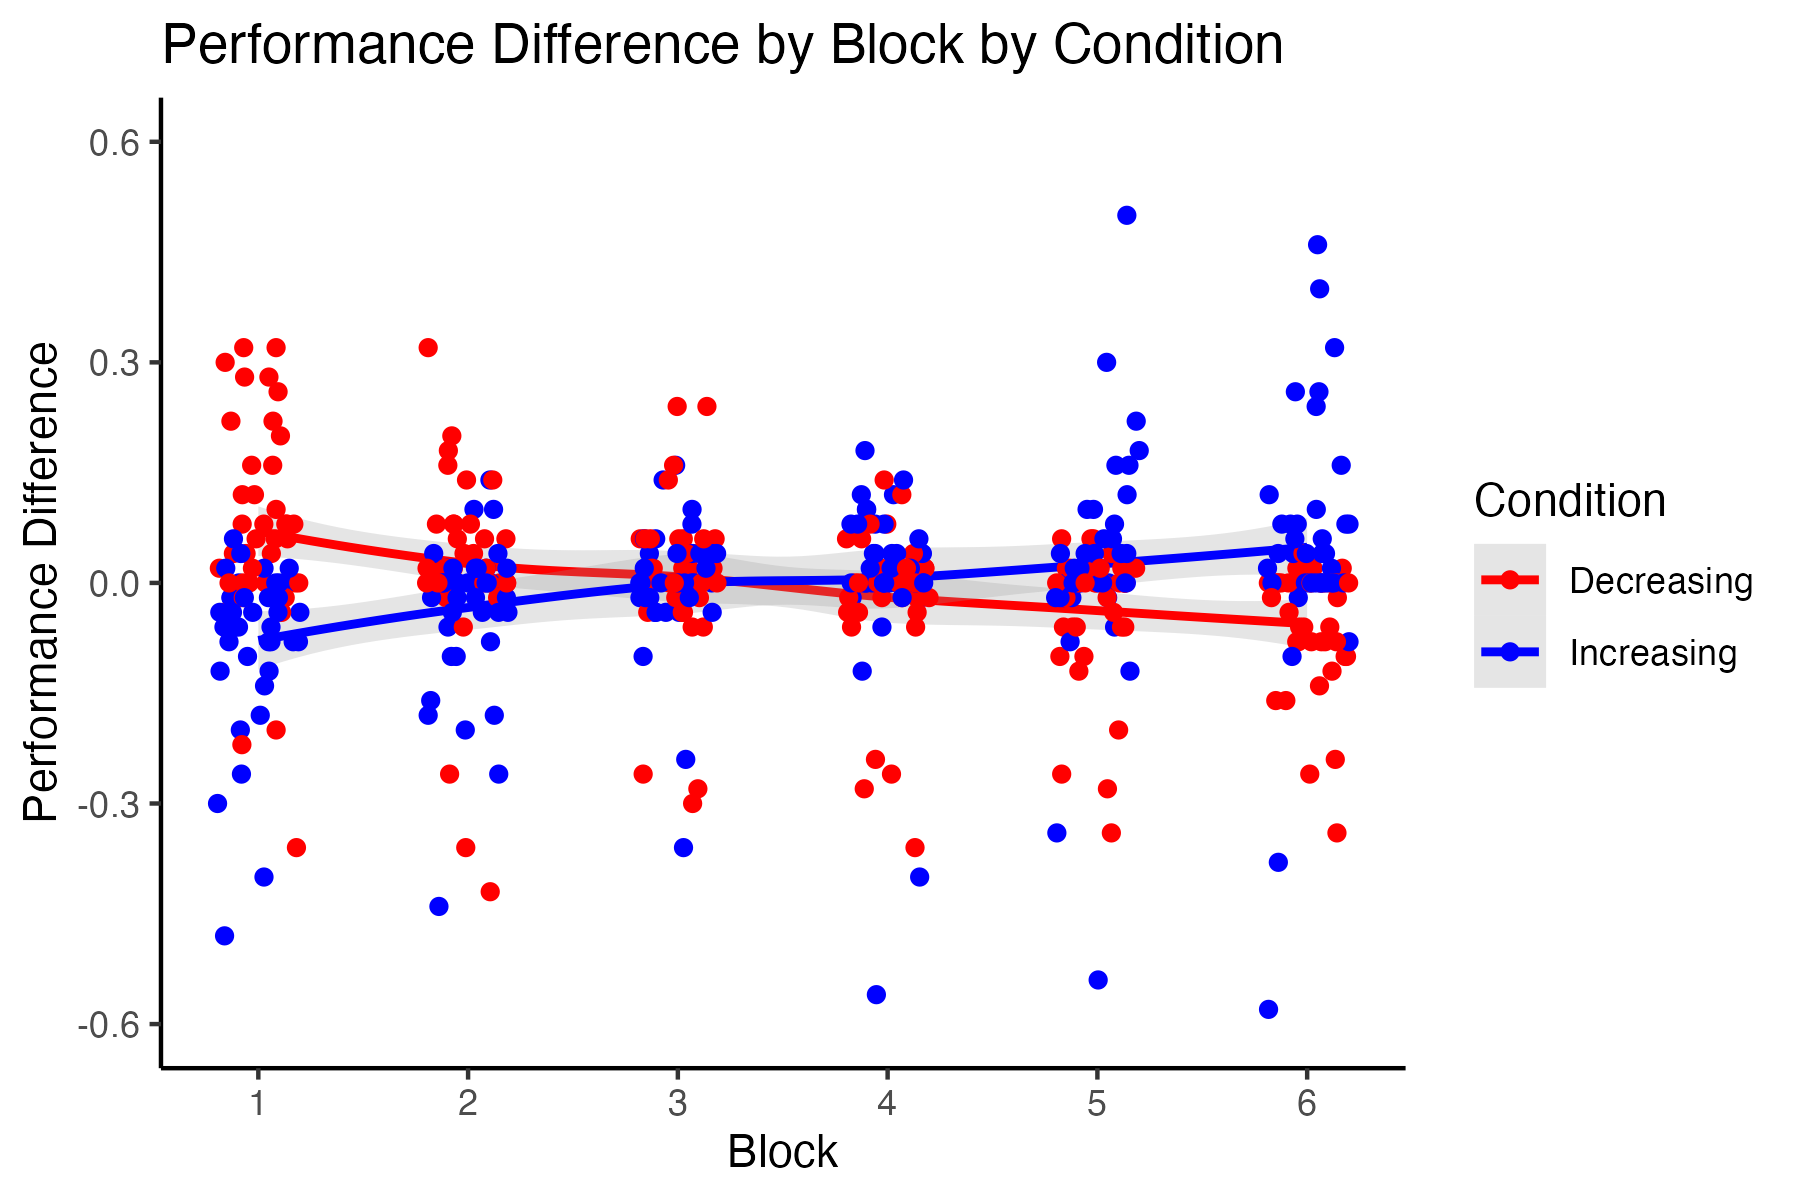 Performance Difference by Block by Condition
Performance Difference
0.6
0.3
0.0
-0.3
-0.6
1 2 3 4 5 6
Block
Condition
Decreasing
Increasing